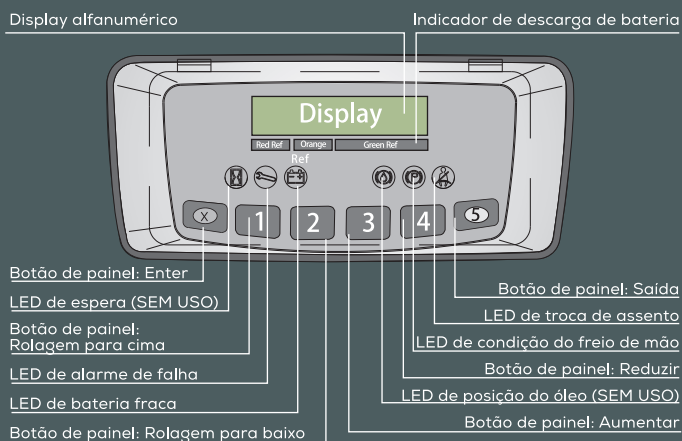 Display alfanumérico
Indicador de descarga de bateria
Display
Red Ref
Orange
Green Ref
Ref
P
X
1
2
3
4
5
Botão de painel: Enter
LED de espera (SEM USO)
Botão de painel:
Rolagem para cima
LED de alarme de falha
LED de bateria fraca
Botão de painel: Rolagem para baixo
Botão de painel: Saída
LED de troca de assento
LED de condição do freio de mão
Botão de painel: Reduzir
LED de posição do óleo (SEM USO)
Botão de painel: Aumentar